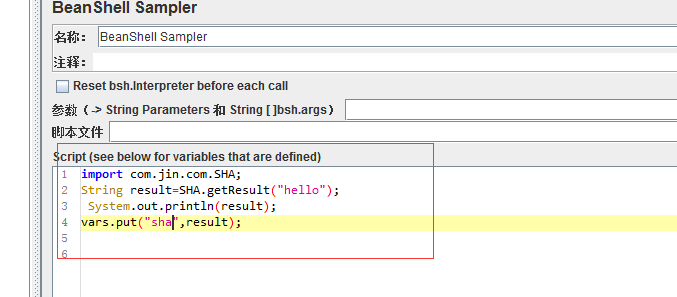 BeanShell Sampler
名称： BeanShell Sampler
注释：
Reset bsh.Interpreter before each call
参数（-> String Parameters 和 String [ ]bsh.args）
脚本文件
Script (see below for variables that are defined)
1 import com.jin.com.SHA;
2 String result=SHA.getResult("hello");
3 System.out.println(result);
4 vars.put("sha",result);
5
6